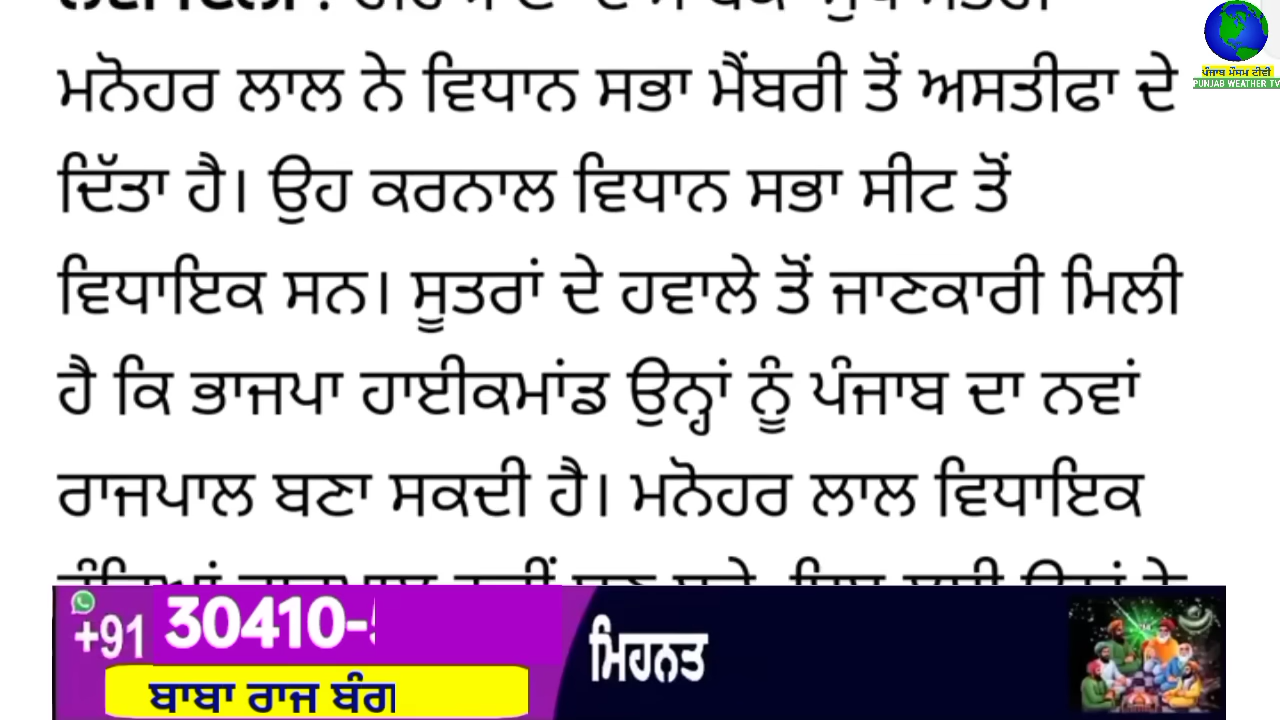 ਮਨੋਹਰ ਲਾਲ ਨੇ ਵਿਧਾਨ ਸਭਾ ਮੈਂਬਰੀ ਤੋਂ ਅਸਤੀਫਾ ਦੇ
ਦਿੱਤਾ ਹੈ। ਉਹ ਕਰਨਾਲ ਵਿਧਾਨ ਸਭਾ ਸੀਟ ਤੋਂ
ਵਿਧਾਇਕ ਸਨ। ਸੂਤਰਾਂ ਦੇ ਹਵਾਲੇ ਤੋਂ ਜਾਣਕਾਰੀ ਮਿਲੀ
ਹੈ ਕਿ ਭਾਜਪਾ ਹਾਈਕਮਾਂਡ ਉਨ੍ਹਾਂ ਨੂੰ ਪੰਜਾਬ ਦਾ ਨਵਾਂ
ਰਾਜਪਾਲ ਬਣਾ ਸਕਦੀ ਹੈ। ਮਨੋਹਰ ਲਾਲ ਵਿਧਾਇਕ
ਪੰਜਾਬ ਮੌਸਮ ਟੀਵੀ
PUNJAB WEATHER TV
+91 30410-
ਬਾਬਾ ਰਾਜ ਬੰਗ
ਮਿਹਨਤ